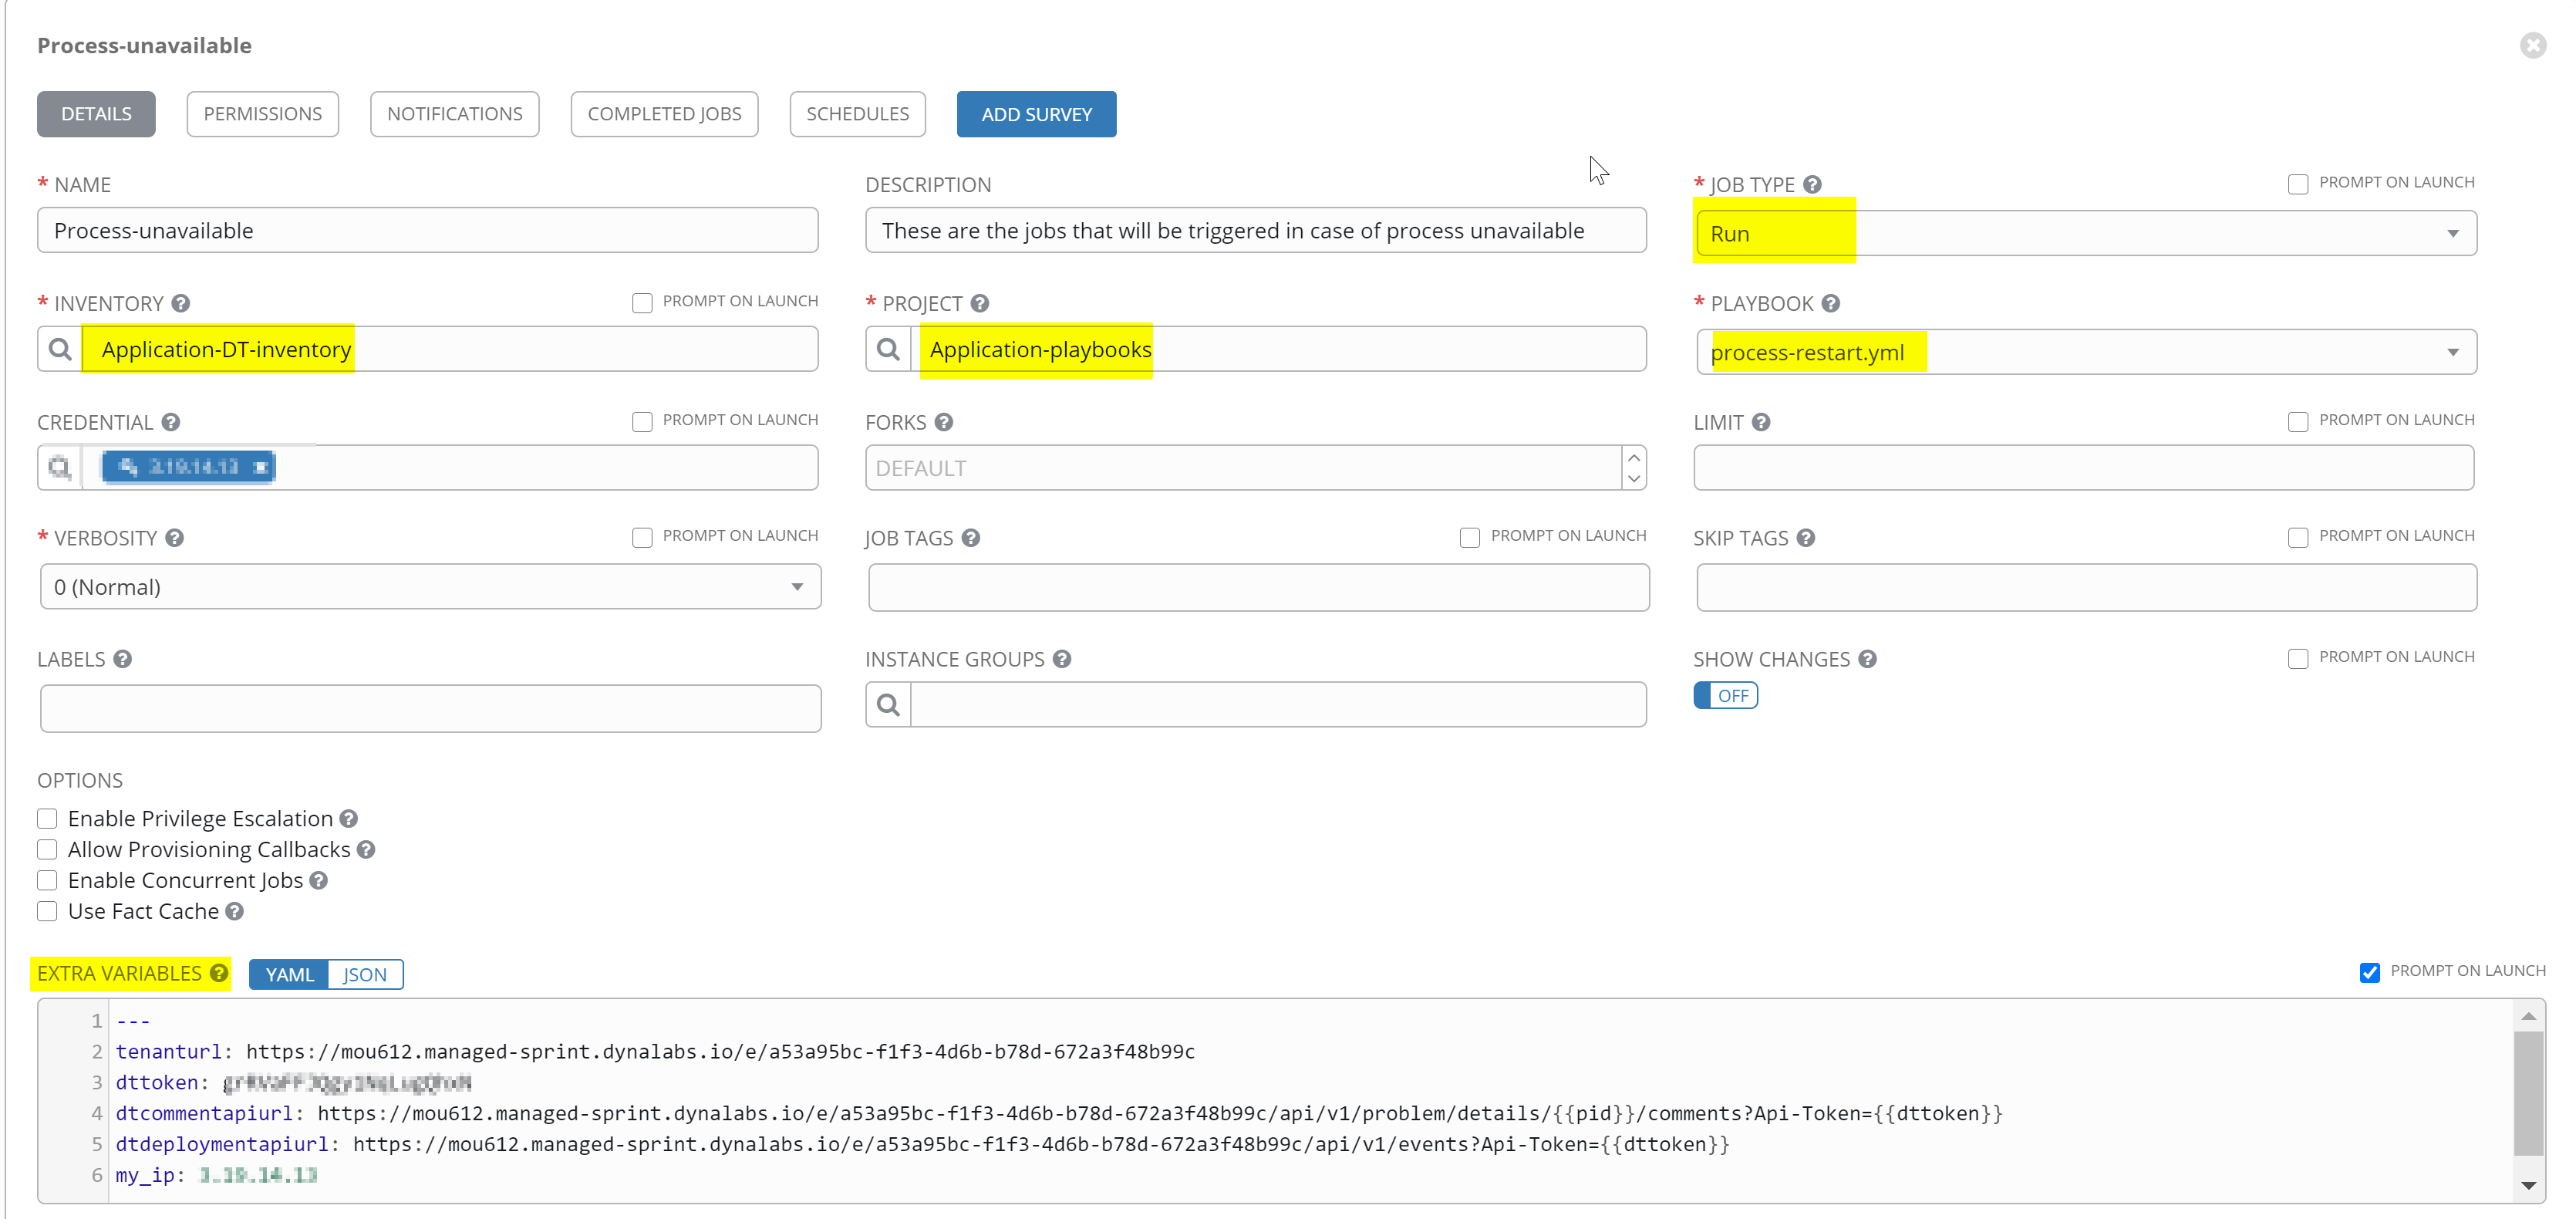 Process-unavailable
DETAILS PERMISSIONS NOTIFICATIONS COMPLETED JOBS SCHEDULES ADD SURVEY
* NAME DESCRIPTION * JOB TYPE PROMPT ON LAUNCH
Process-unavailable These are the jobs that will be triggered in case of process unavailable Run
* INVENTORY PROMPT ON LAUNCH * PROJECT * PLAYBOOK
Application-DT-inventory Application-playbooks process-restart.yml
CREDENTIAL PROMPT ON LAUNCH FORKS LIMIT PROMPT ON LAUNCH
DEFAULT
* VERBOSITY PROMPT ON LAUNCH JOB TAGS PROMPT ON LAUNCH SKIP TAGS PROMPT ON LAUNCH
0 (Normal)
LABELS INSTANCE GROUPS SHOW CHANGES PROMPT ON LAUNCH
OFF
OPTIONS
Enable Privilege Escalation
Allow Provisioning Callbacks
Enable Concurrent Jobs
Use Fact Cache
EXTRA VARIABLES YAML JSON PROMPT ON LAUNCH
1 ---
2 tenanturl: https://mou612.managed-sprint.dynalabs.io/e/a53a95bc-f1f3-4d6b-b78d-672a3f48b99c
3 dttoken:
4 dtcommentapiurl: https://mou612.managed-sprint.dynalabs.io/e/a53a95bc-f1f3-4d6b-b78d-672a3f48b99c/api/v1/problem/details/{{pid}}/comments?Api-Token={{dttoken}}
5 dtdeploymentapiurl: https://mou612.managed-sprint.dynalabs.io/e/a53a95bc-f1f3-4d6b-b78d-672a3f48b99c/api/v1/events?Api-Token={{dttoken}}
6 my_ip: